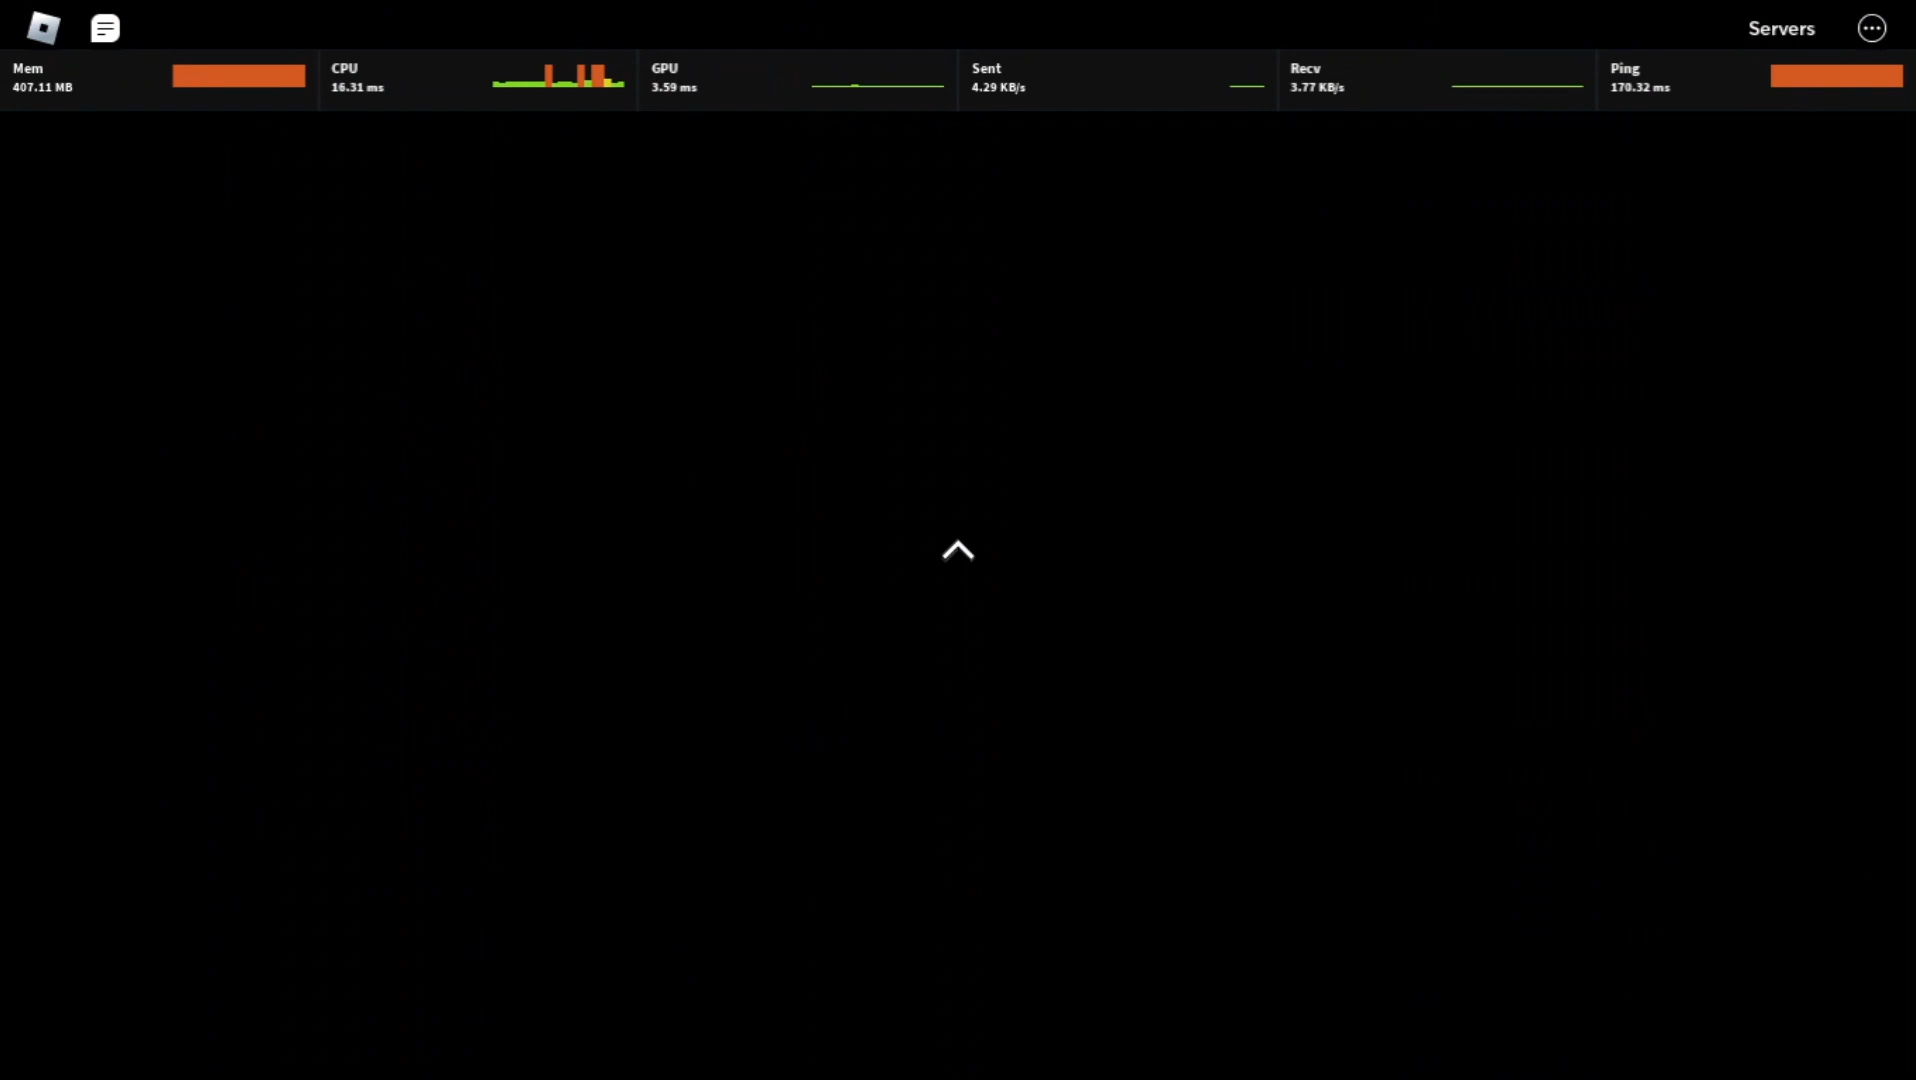 Servers
Mem
407.11 MB
CPU
16.31 ms
GPU
3.59 ms
Sent
4.29 KB/s
Recv
3.77 KB/s
Ping
170.32 ms